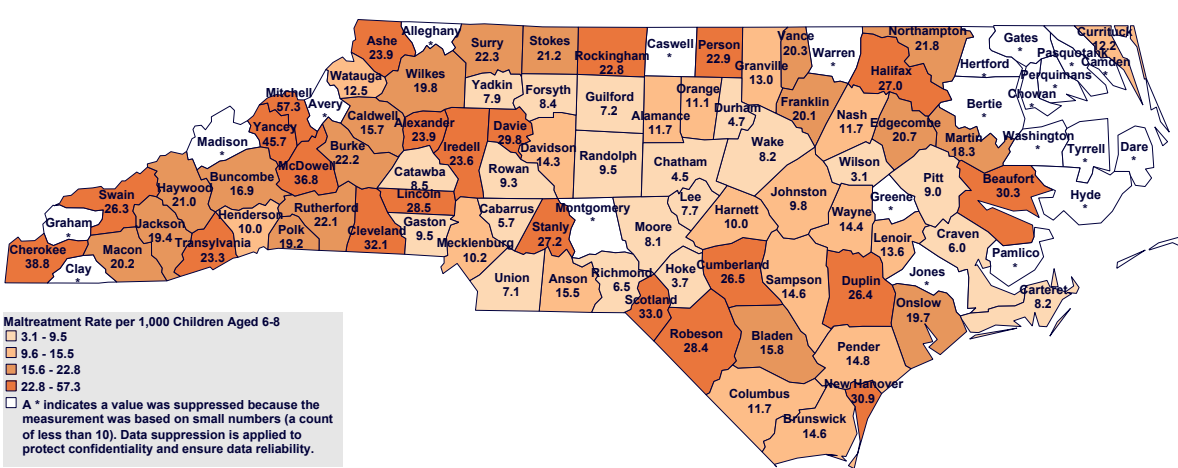 Alleghany
*
Ashe
23.9
Surry
22.3
Stokes
21.2
Rockingham
22.8
Caswell
*
Person
22.9
Vance
20.3
Warren
*
Granville
13.0
Northampton
21.8
Gates
*
Currituck
12.2
Pasquotank
*
Camden
*
Hertford
*
Perquimans
*
Chowan
*
Halifax
27.0
Bertie
*
Watauga
12.5
Wilkes
19.8
Yadkin
7.9
Forsyth
8.4
Guilford
7.2
Alamance
11.7
Orange
11.1
Durham
4.7
Franklin
20.1
Nash
11.7
Edgecombe
20.7
Martin
18.3
Washington
*
Tyrrell
*
Dare
*
Mitchell
57.3
Avery
*
Caldwell
15.7
Alexander
23.9
Iredell
23.6
Davie
29.8
Davidson
14.3
Randolph
9.5
Chatham
4.5
Wake
8.2
Wilson
3.1
Pitt
9.0
Beaufort
30.3
Hyde
*
Madison
*
Yancey
45.7
McDowell
36.8
Burke
22.2
Catawba
8.5
Rowan
9.3
Lincoln
28.5
Swain
26.3
Haywood
21.0
Buncombe
16.9
Rutherford
22.1
Cleveland
32.1
Gaston
9.5
Cabarrus
5.7
Stanly
27.2
Montgomery
*
Moore
8.1
Lee
7.7
Harnett
10.0
Johnston
9.8
Wayne
14.4
Greene
*
Lenoir
13.6
Craven
6.0
Pamlico
*
Graham
*
Jackson
19.4
Henderson
10.0
Polk
19.2
Transylvania
23.3
Mecklenburg
10.2
Cherokee
38.8
Clay
*
Macon
20.2
Union
7.1
Anson
15.5
Richmond
6.5
Hoke
3.7
Cumberland
26.5
Sampson
14.6
Duplin
26.4
Jones
*
Onslow
19.7
Carteret
8.2
Scotland
33.0
Robeson
28.4
Bladen
15.8
Pender
14.8
Columbus
11.7
New Hanover
30.9
Brunswick
14.6
Maltreatment Rate per 1,000 Children Aged 6-8
3.1 - 9.5
9.6 - 15.5
15.6 - 22.8
22.8 - 57.3
A * indicates a value was suppressed because the
measurement was based on small numbers (a count
of less than 10). Data suppression is applied to
protect confidentiality and ensure data reliability.